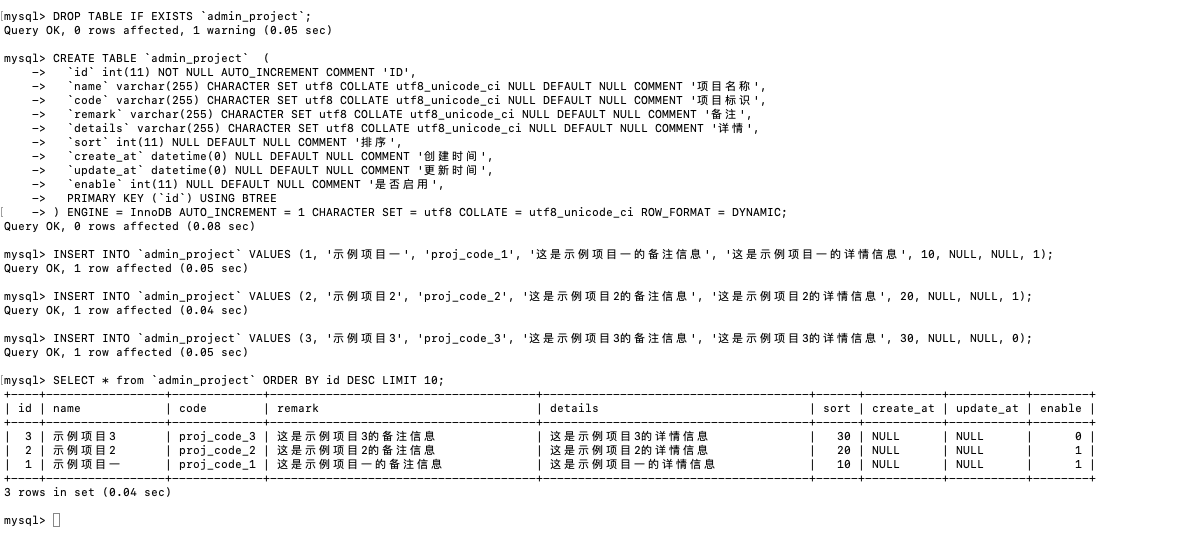 mysql> DROP TABLE IF EXISTS `admin_project`;
Query OK, 0 rows affected, 1 warning (0.05 sec)
mysql> CREATE TABLE `admin_project`  (
    ->   `id` int(11) NOT NULL AUTO_INCREMENT COMMENT 'ID',
    ->   `name` varchar(255) CHARACTER SET utf8 COLLATE utf8_unicode_ci NULL DEFAULT NULL COMMENT '项目名称',
    ->   `code` varchar(255) CHARACTER SET utf8 COLLATE utf8_unicode_ci NULL DEFAULT NULL COMMENT '项目标识',
    ->   `remark` varchar(255) CHARACTER SET utf8 COLLATE utf8_unicode_ci NULL DEFAULT NULL COMMENT '备注',
    ->   `details` varchar(255) CHARACTER SET utf8 COLLATE utf8_unicode_ci NULL DEFAULT NULL COMMENT '详情',
    ->   `sort` int(11) NULL DEFAULT NULL COMMENT '排序',
    ->   `create_at` datetime(0) NULL DEFAULT NULL COMMENT '创建时间',
    ->   `update_at` datetime(0) NULL DEFAULT NULL COMMENT '更新时间',
    ->   `enable` int(11) NULL DEFAULT NULL COMMENT '是否启用',
    ->   PRIMARY KEY (`id`) USING BTREE
    -> ) ENGINE = InnoDB AUTO_INCREMENT = 1 CHARACTER SET = utf8 COLLATE = utf8_unicode_ci ROW_FORMAT = DYNAMIC;
Query OK, 0 rows affected (0.08 sec)
mysql> INSERT INTO `admin_project` VALUES (1, '示例项目一', 'proj_code_1', '这是示例项目一的备注信息', '这是示例项目一的详情信息', 10, NULL, NULL, 1);
Query OK, 1 row affected (0.05 sec)
mysql> INSERT INTO `admin_project` VALUES (2, '示例项目2', 'proj_code_2', '这是示例项目2的备注信息', '这是示例项目2的详情信息', 20, NULL, NULL, 1);
Query OK, 1 row affected (0.04 sec)
mysql> INSERT INTO `admin_project` VALUES (3, '示例项目3', 'proj_code_3', '这是示例项目3的备注信息', '这是示例项目3的详情信息', 30, NULL, NULL, 0);
Query OK, 1 row affected (0.05 sec)
mysql> SELECT * from `admin_project` ORDER BY id DESC LIMIT 10;
| id | name | code | remark | details | sort | create_at | update_at | enable |
| 3 | 示例项目3 | proj_code_3 | 这是示例项目3的备注信息 | 这是示例项目3的详情信息 | 30 | NULL | NULL | 0 |
| 2 | 示例项目2 | proj_code_2 | 这是示例项目2的备注信息 | 这是示例项目2的详情信息 | 20 | NULL | NULL | 1 |
| 1 | 示例项目一 | proj_code_1 | 这是示例项目一的备注信息 | 这是示例项目一的详情信息 | 10 | NULL | NULL | 1 |
3 rows in set (0.04 sec)
mysql>